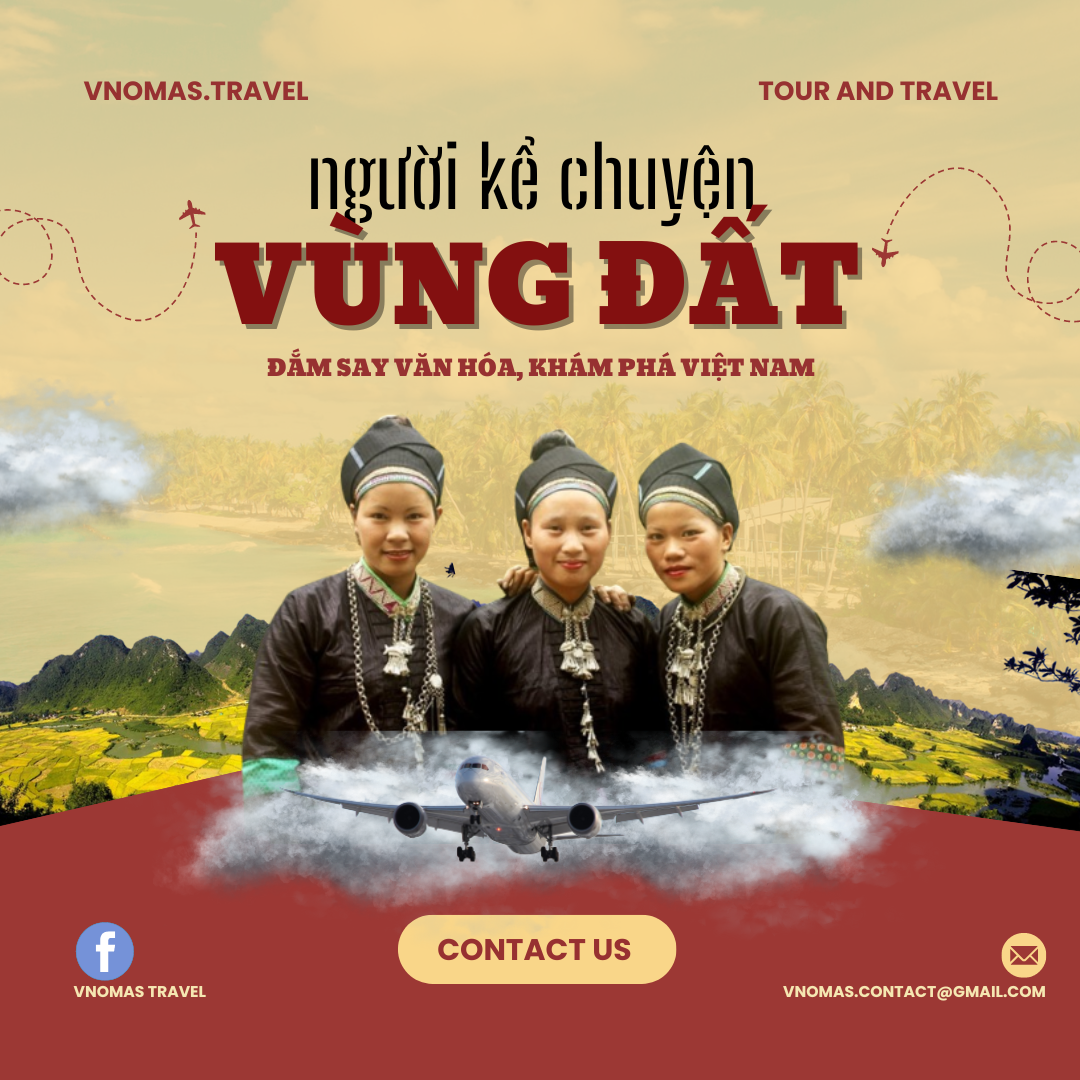 VNOMAS.TRAVEL
TOUR AND TRAVEL
người kể chuyện
VÙNG ĐẤT
ĐẮM SAY VĂN HÓA, KHÁM PHÁ VIỆT NAM
CONTACT US
f
VNOMAS TRAVEL
VNOMAS.CONTACT@GMAIL.COM